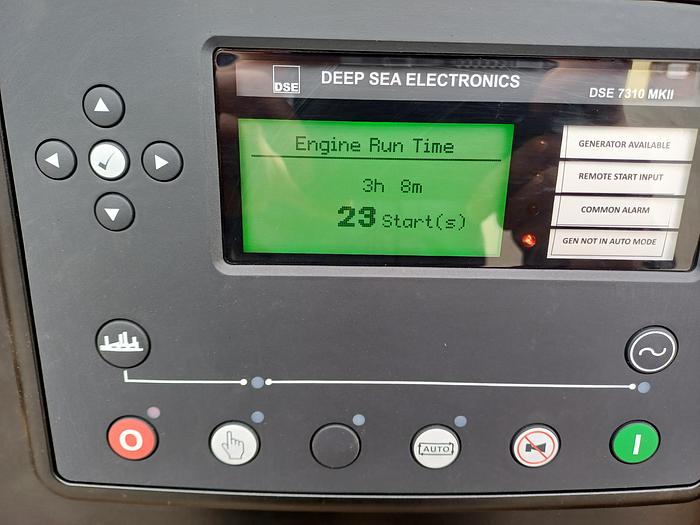 DSE
DEEP SEA ELECTRONICS
DSE 7310 MKII
Engine Run Time
3h 8m
23 Start(s)
GENERATOR AVAILABLE
REMOTE START INPUT
COMMON ALARM
GEN NOT IN AUTO MODE
O
AUTO
I